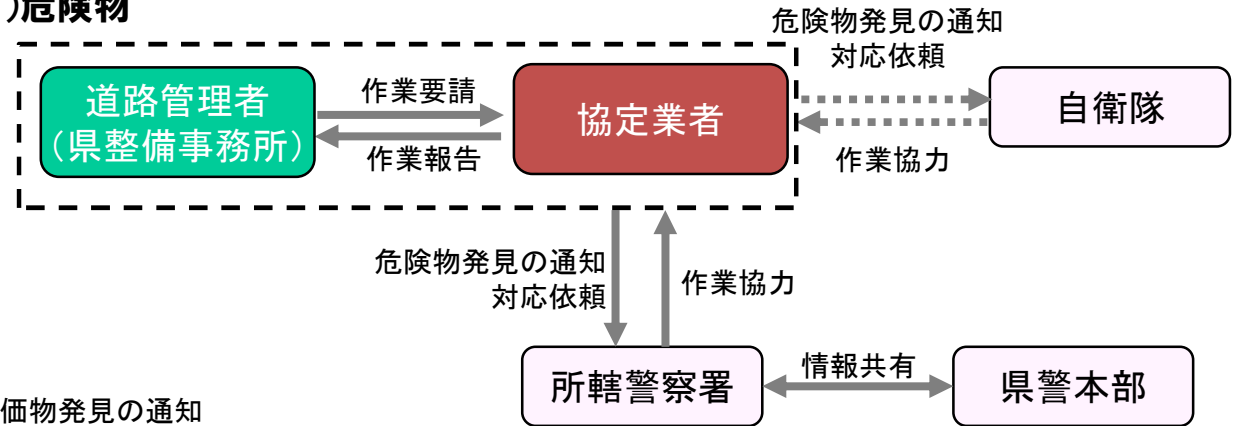 )危険物
危険物発見の通知
対応依頼
道路管理者
(県整備事務所)
作業要請
作業報告
協定業者
自衛隊
作業協力
危険物発見の通知
対応依頼
作業協力
所轄警察署
情報共有
県警本部
価物発見の通知